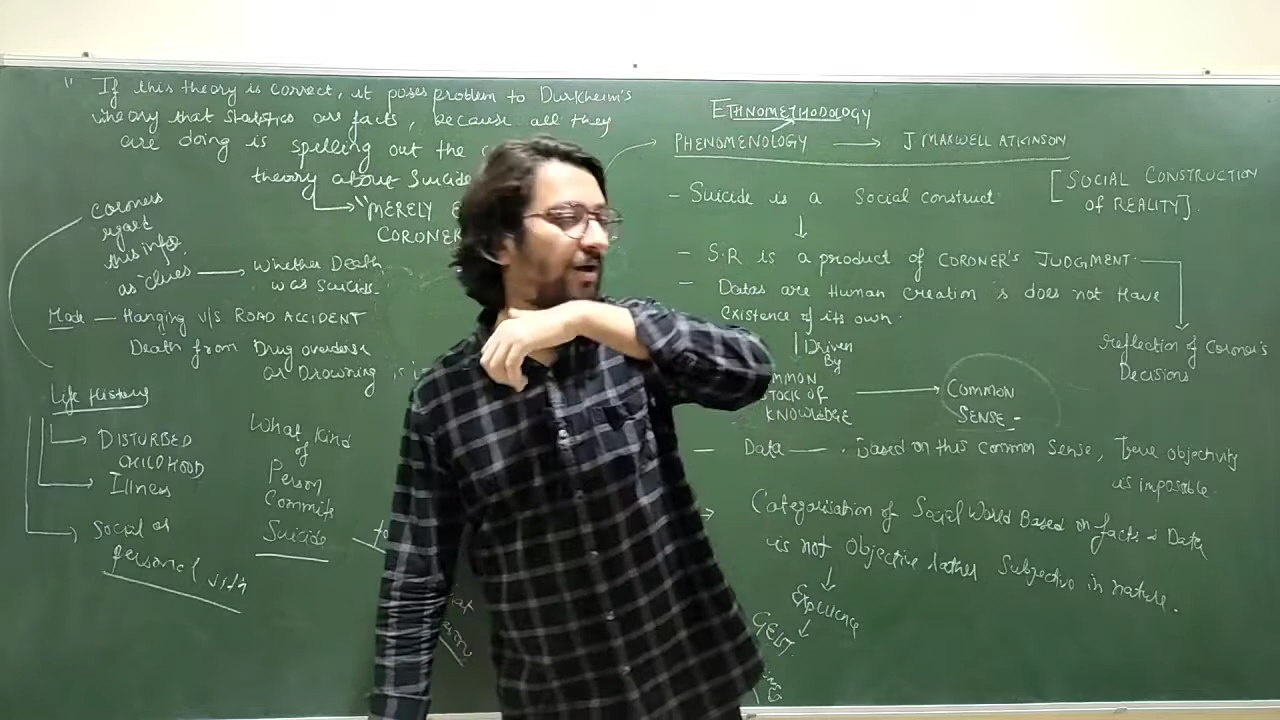 " If this theory is correct, it poses problem to Durkheim's
theory that statistics are facts, because all they
are doing is spelling out the
theory about Suicide
"MERELY
CORONER
Coroners
regard
this info
as 'clues'
Whether Death
was suicide.
Mode — Hanging v/s ROAD ACCIDENT
Death from Drug overdose
or Drowning is
Life History
DISTURBED
CHILDHOOD
Illness
Social or
personal
What Kind
of
Person
Commits
Suicide
ETHNOMETHODOLOGY
PHENOMENOLOGY → J. MAXWELL ATKINSON
[SOCIAL CONSTRUCTION
OF REALITY].
- Suicide is a Social construct
- S.R is a product of CORONER'S JUDGMENT.
Reflection of Coroner's
Decisions
- Datas are Human Creation & does not Have
Existence of its own.
Driven
By
STOCK OF
KNOWLEDGE
COMMON
SENSE -
- Data — . Based on this Common Sense, True objectivity
is impossible.
Categorisation of Social World Based on facts & Data
is not Objective rather Subjective in nature.